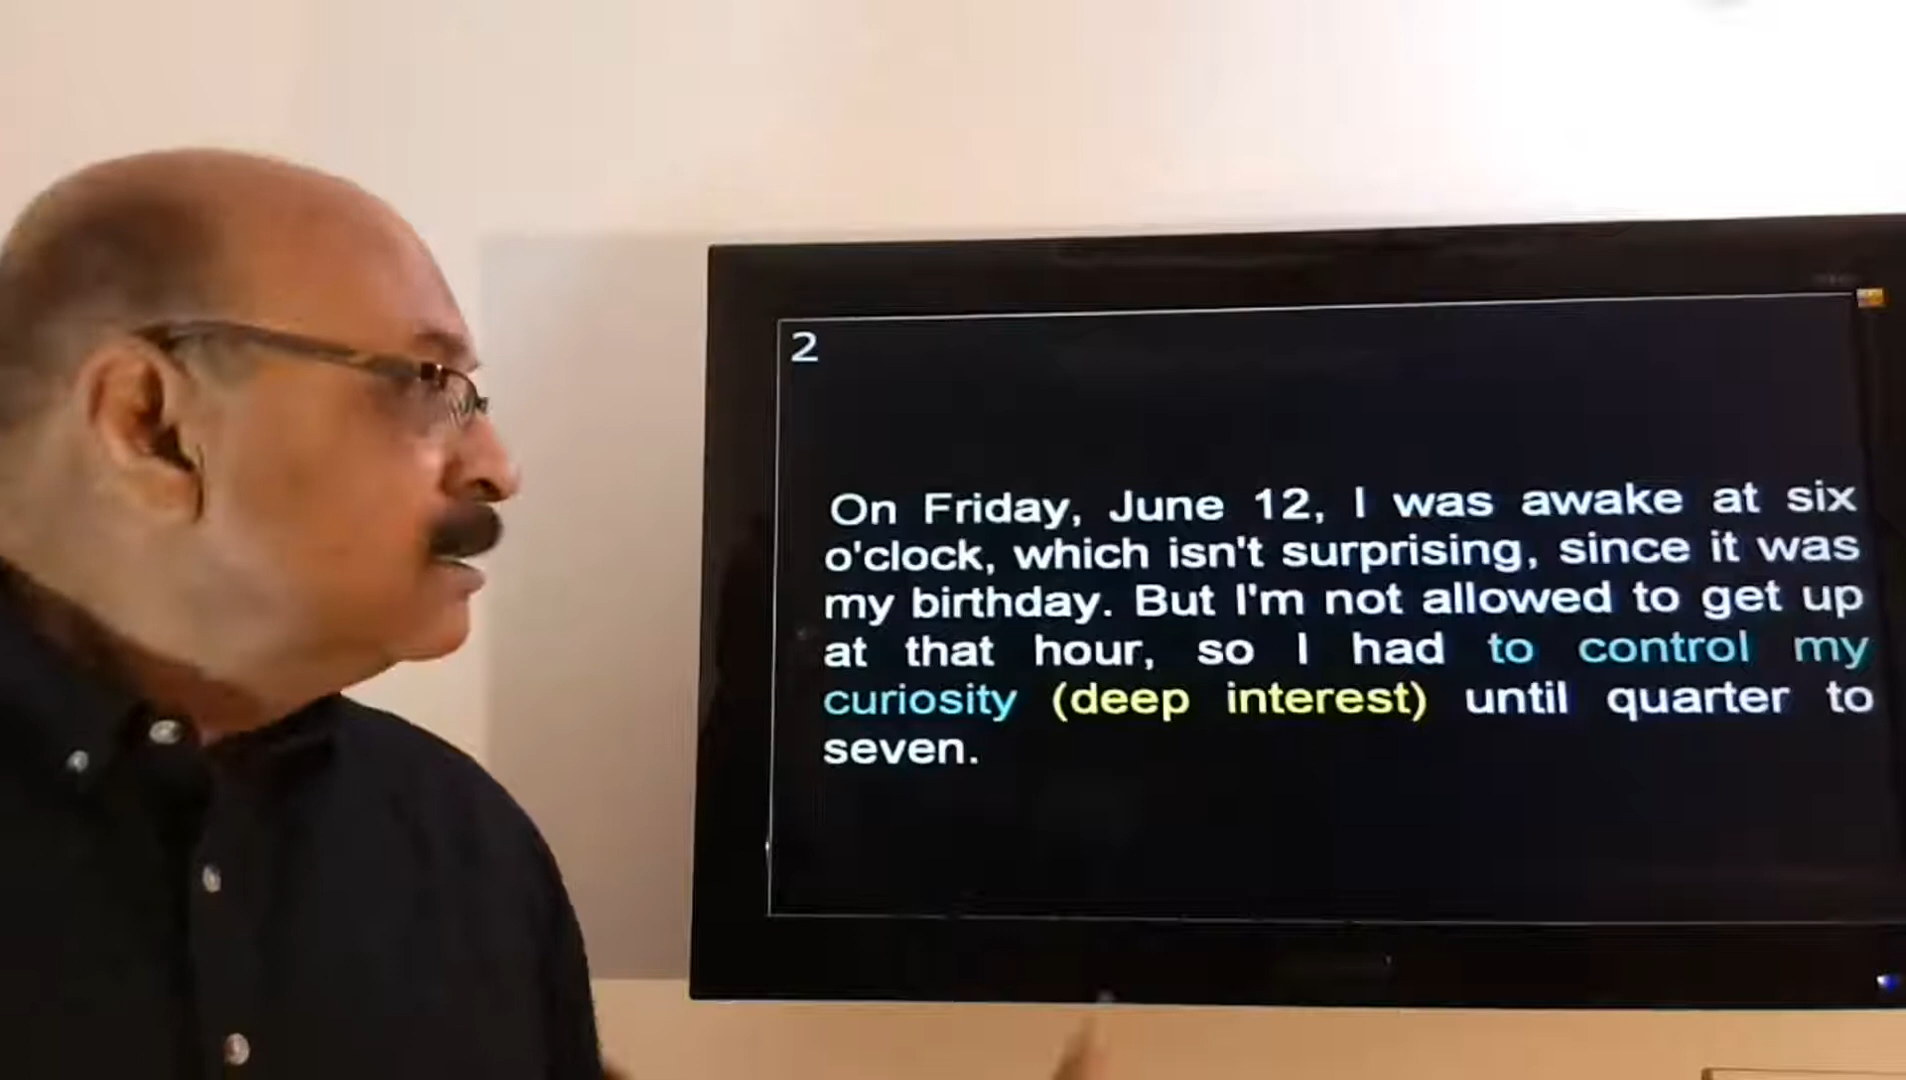 2
On Friday, June 12, I was awake at six
o'clock, which isn't surprising, since it was
my birthday. But I'm not allowed to get up
at that hour, so I had to control my
curiosity (deep interest) until quarter to
seven.